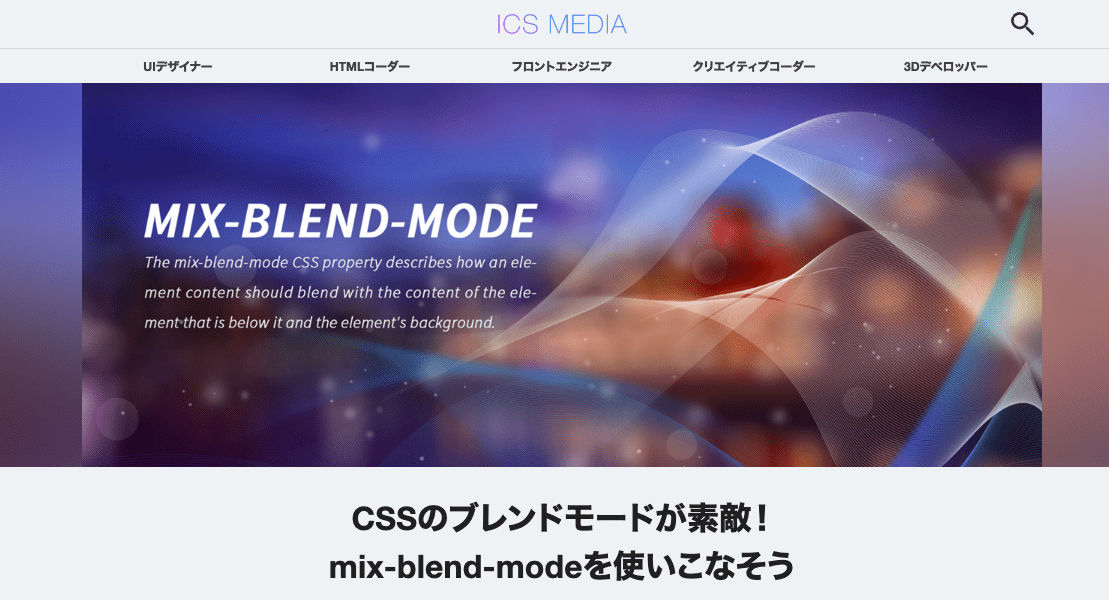 ICS MEDIA
UIデザイナー HTMLコーダー フロントエンジニア クリエイティブコーダー 3Dデベロッパー
MIX-BLEND-MODE
The mix-blend-mode CSS property describes how an ele-
ment content should blend with the content of the ele-
ment that is below it and the element's background.
CSSのブレンドモードが素敵！
mix-blend-modeを使いこなそう